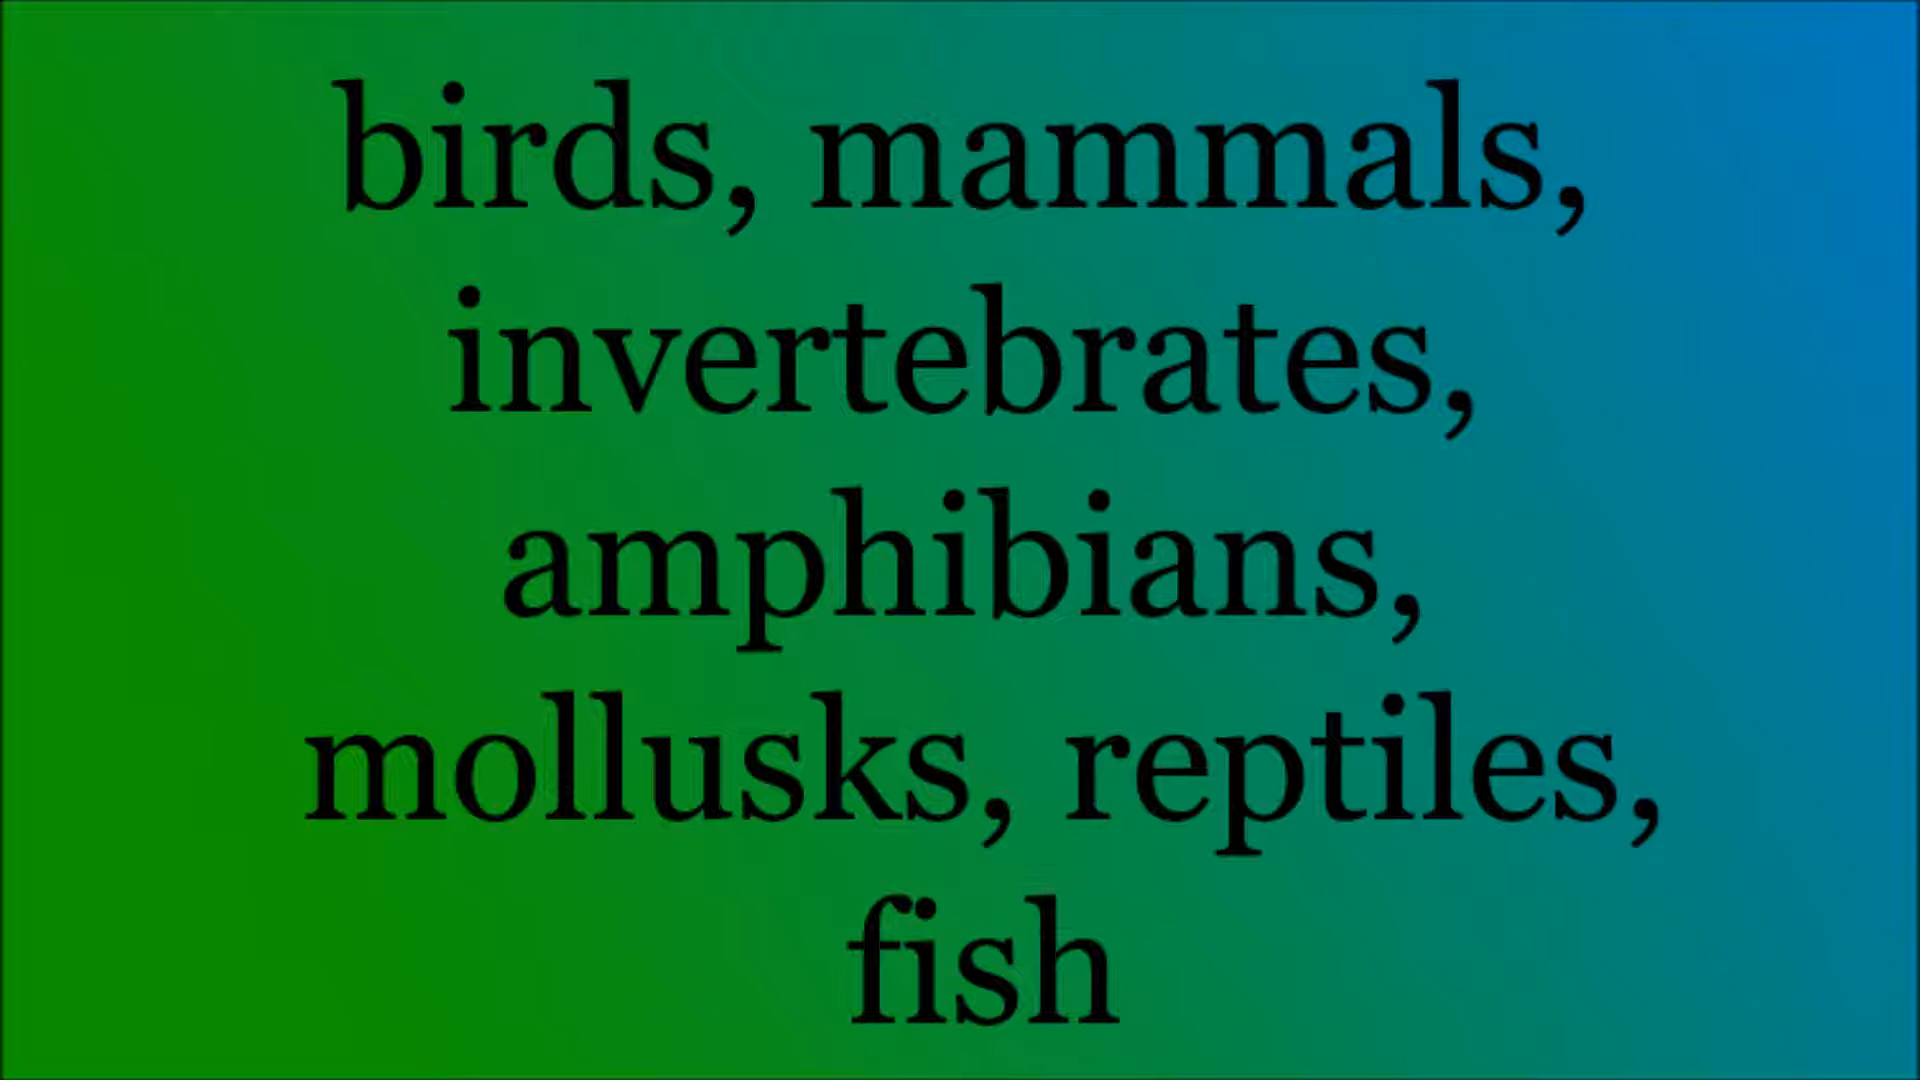 birds, mammals,
invertebrates,
amphibians,
mollusks, reptiles,
fish